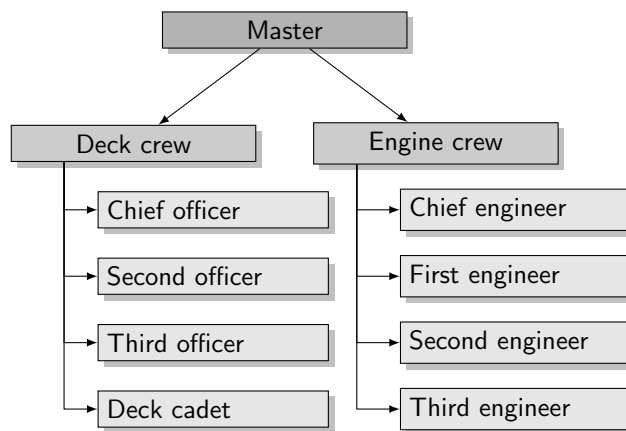 Master
Deck crew
Engine crew
Chief officer
Second officer
Third officer
Deck cadet
Chief engineer
First engineer
Second engineer
Third engineer